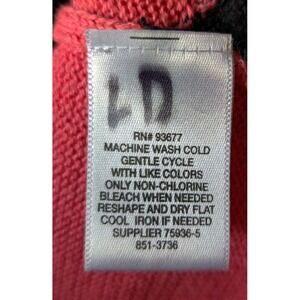 LD
RN# 93677
MACHINE WASH COLD
GENTLE CYCLE
WITH LIKE COLORS
ONLY NON-CHLORINE
BLEACH WHEN NEEDED
RESHAPE AND DRY FLAT
COOL IRON IF NEEDED
SUPPLIER 75936-5
851-3736